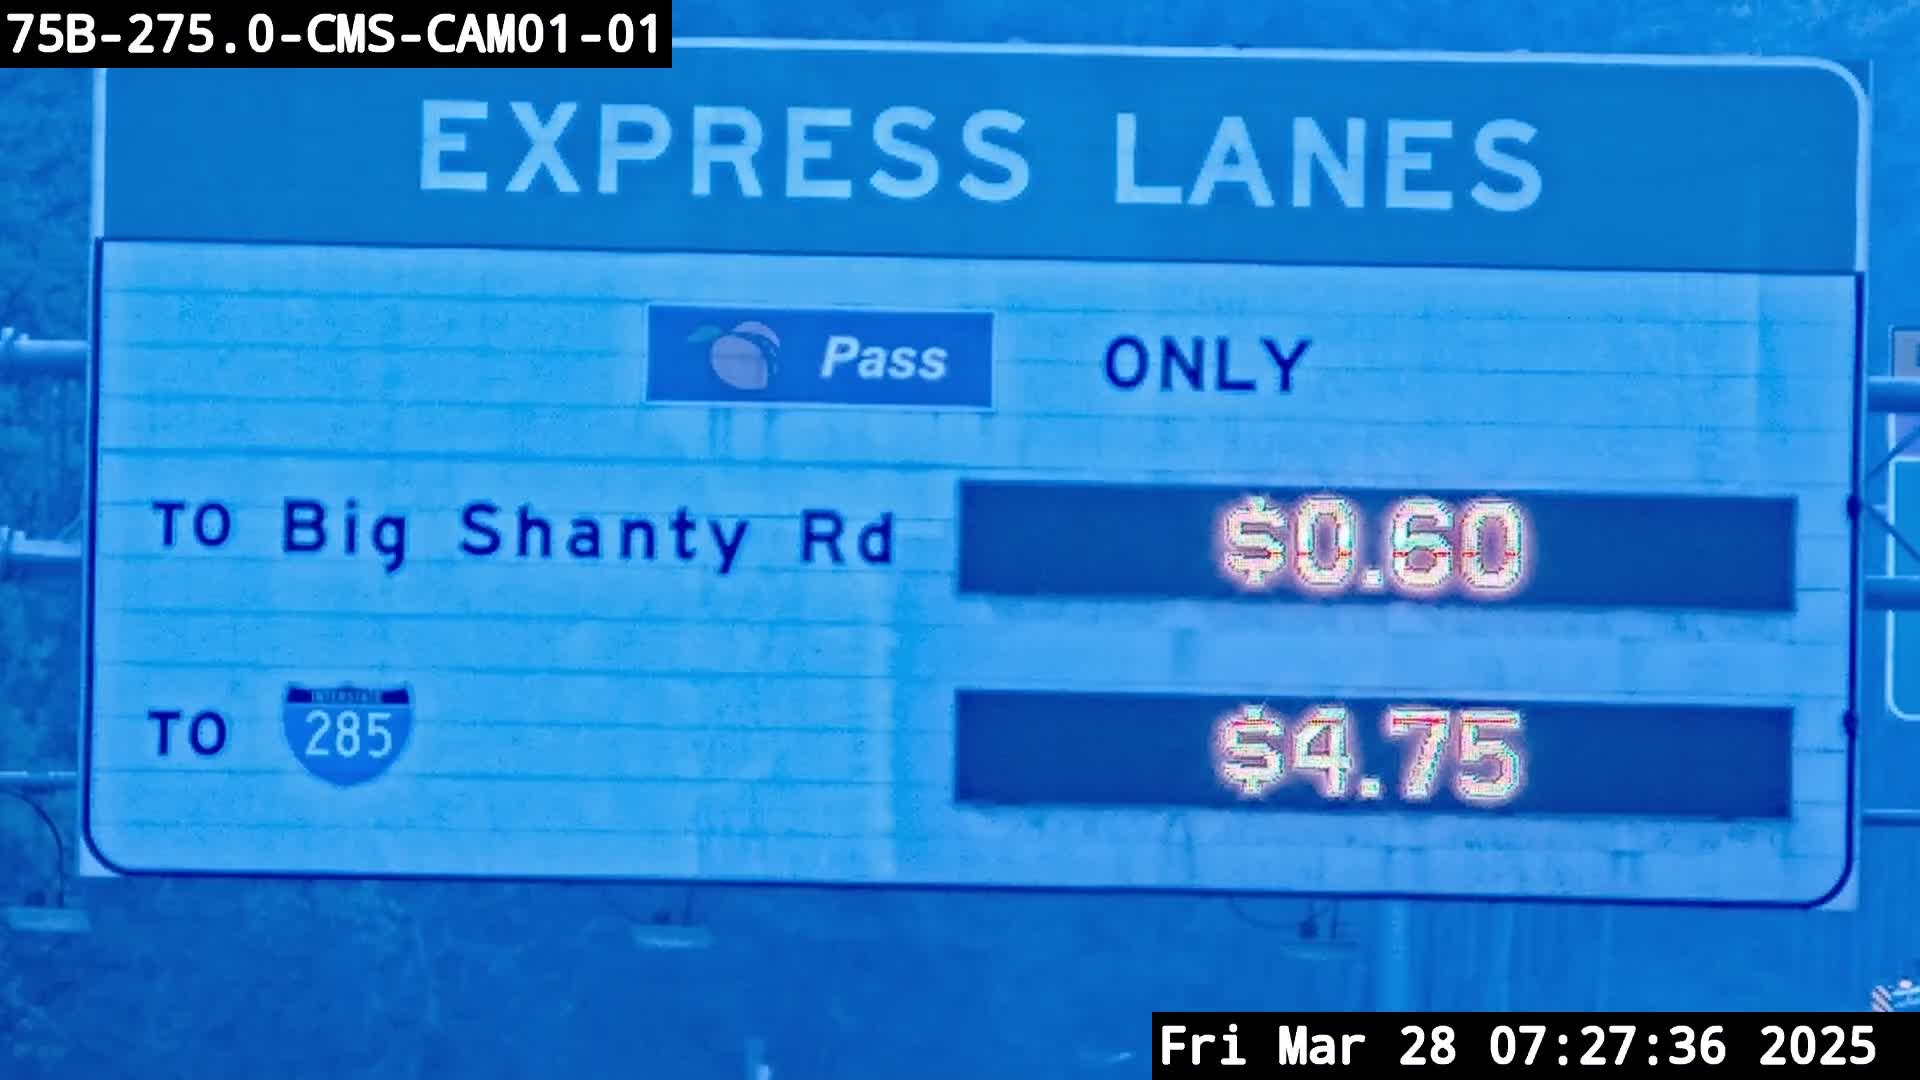 75B-275.0-CMS-CAM01-01
EXPRESS LANES
Pass ONLY
TO Big Shanty Rd $0.60
TO INTERSTATE 285 $4.75
Fri Mar 28 07:27:36 2025